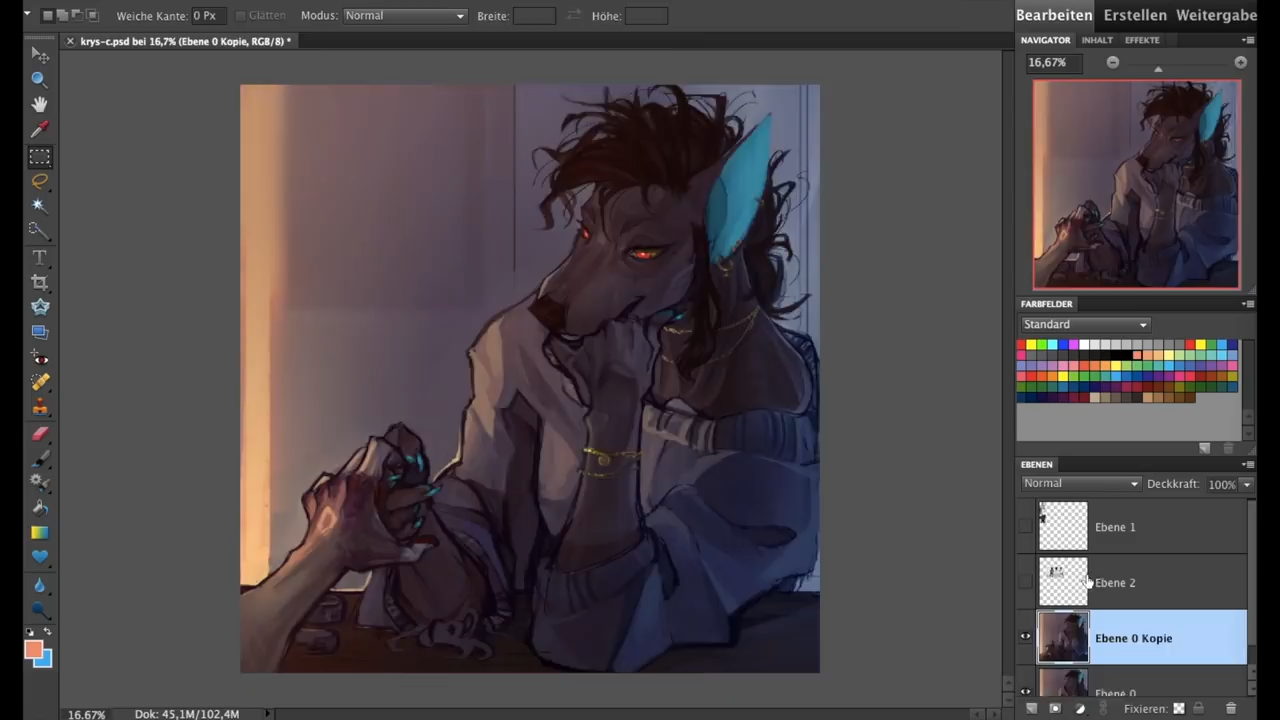 Weiche Kante: 0 Px Glätten Modus: Normal Breite: Höhe:
Bearbeiten Erstellen Weitergabe
krys-c.psd bei 16,7% (Ebene 0 Kopie, RGB/8) *
NAVIGATOR INHALT EFFEKTE
16,67%
FARBFELDER
Standard
EBENEN
Normal Deckkraft: 100%
Ebene 1
Ebene 2
Ebene 0 Kopie
Ebene 0
Fixieren:
16,67% Dok: 45,1M/102,4M